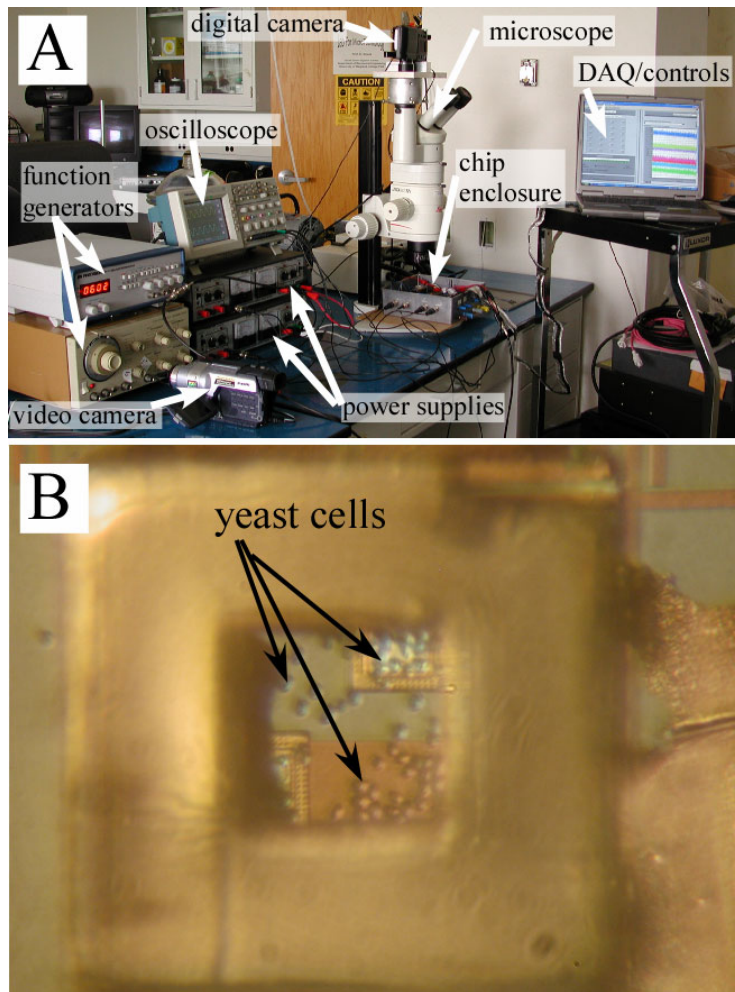 A
digital camera
microscope
DAQ/controls
CAUTION
oscilloscope
chip
enclosure
function
generators
0602
power supplies
video camera
B
yeast cells